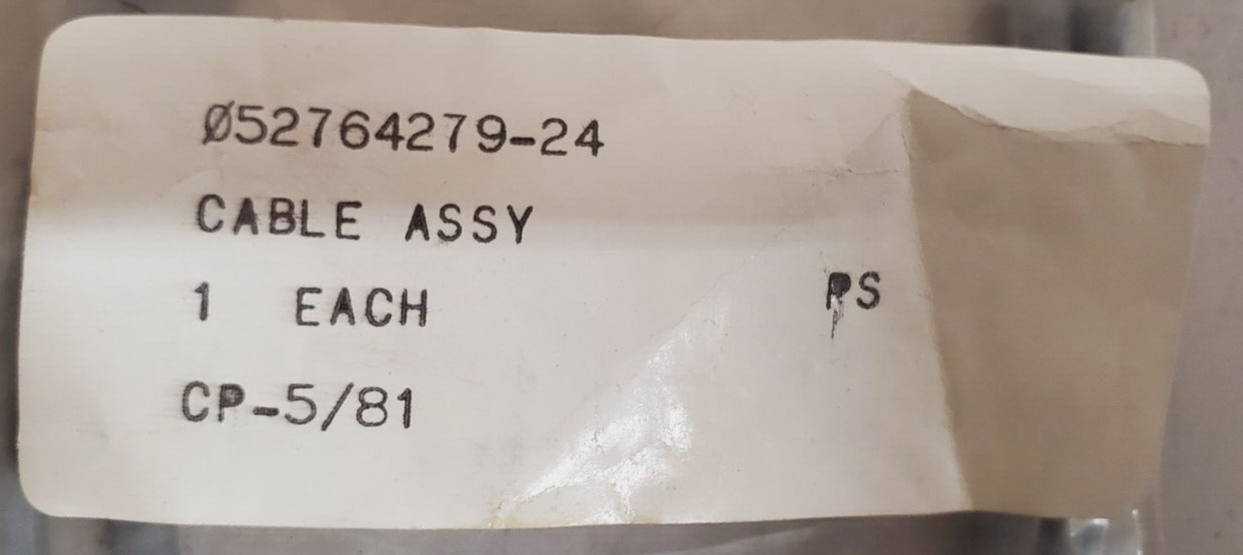 Ø52764279-24
CABLE ASSY
1 EACH PS
CP-5/81